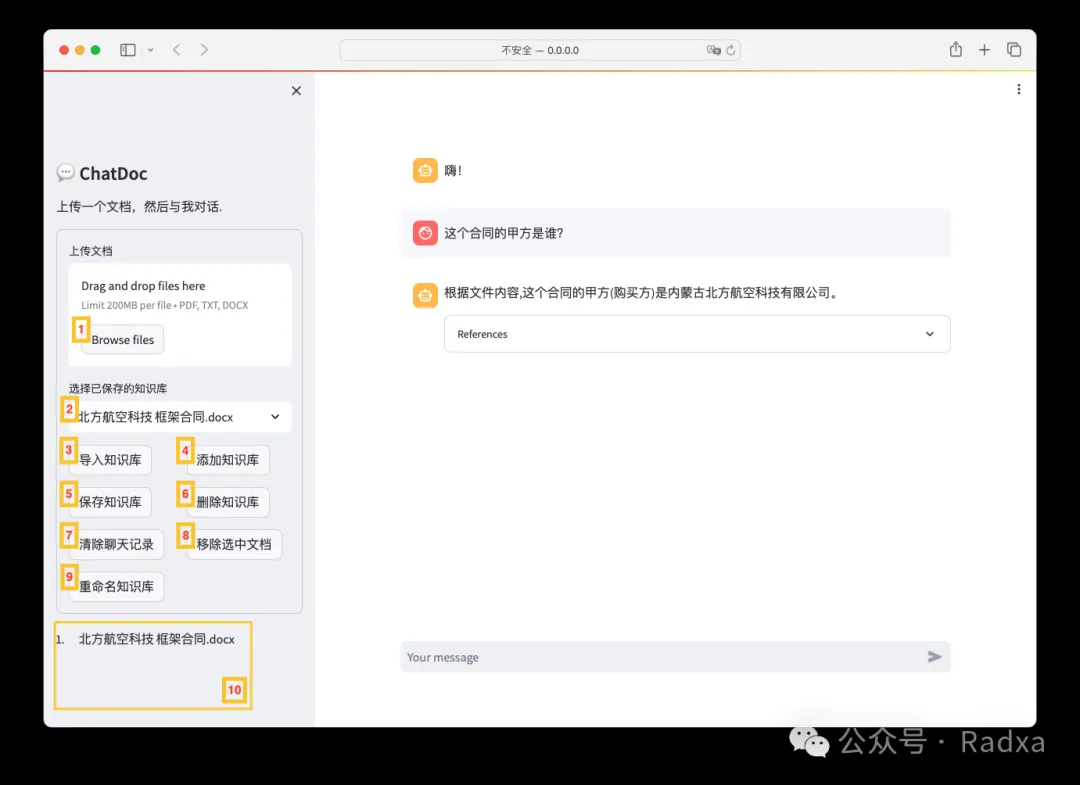 不安全 — 0.0.0.0
ChatDoc
上传一个文档，然后与我对话.
上传文档
Drag and drop files here
Limit 200MB per file • PDF, TXT, DOCX
1
Browse files
选择已保存的知识库
2
北方航空科技 框架合同.docx
3 导入知识库
4 添加知识库
5 保存知识库
6 删除知识库
7 清除聊天记录
8 移除选中文档
9 重命名知识库
1. 北方航空科技 框架合同.docx
10
嗨！
这个合同的甲方是谁？
根据文件内容,这个合同的甲方(购买方)是内蒙古北方航空科技有限公司。
References
Your message
公众号 · Radxa